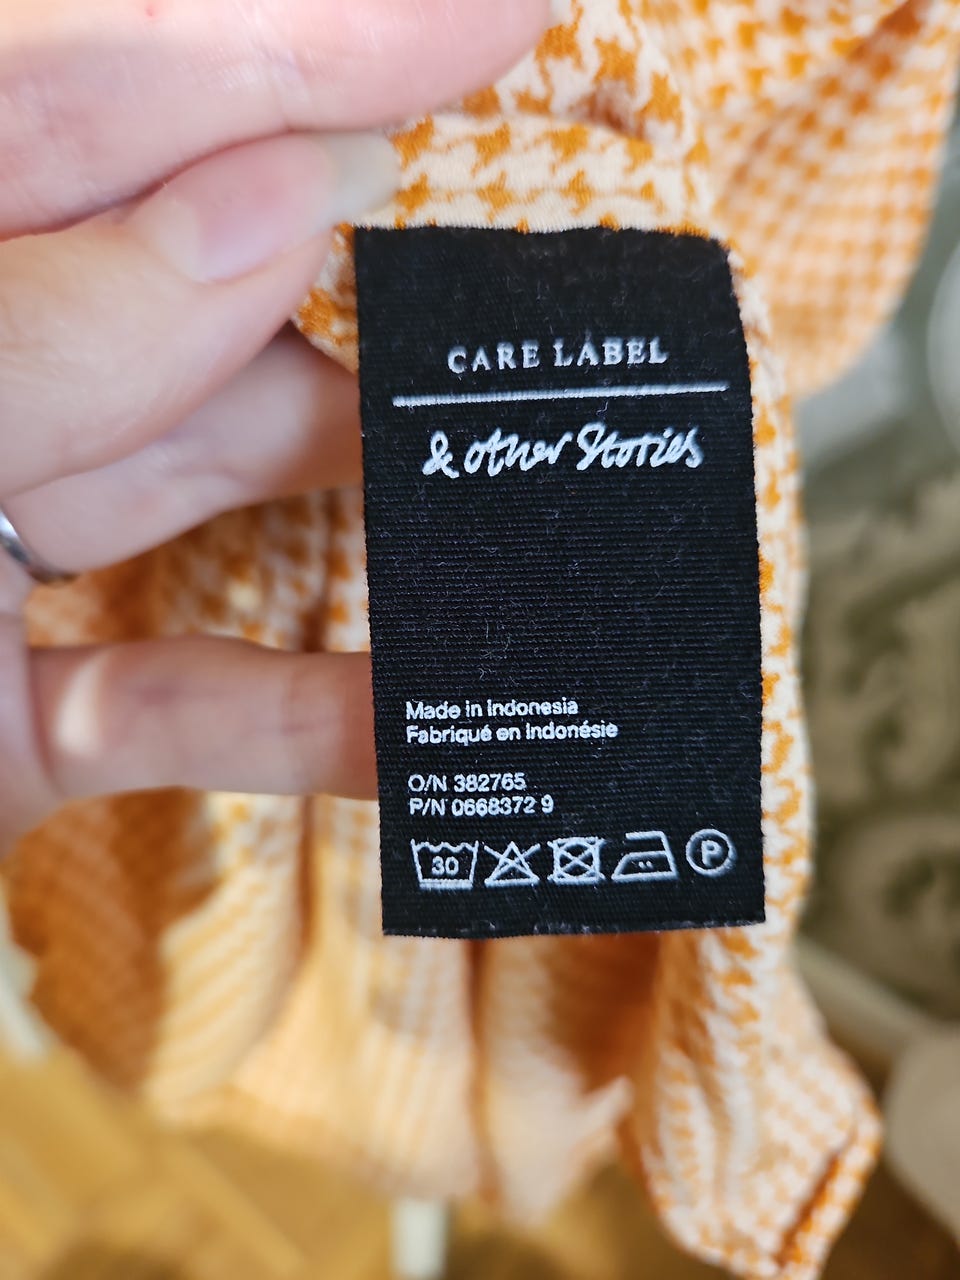 CARE LABEL
& other Stories
Made in Indonesia
Fabriqué en Indonésie
O/N 382765
P/N 0668372 9
30
P